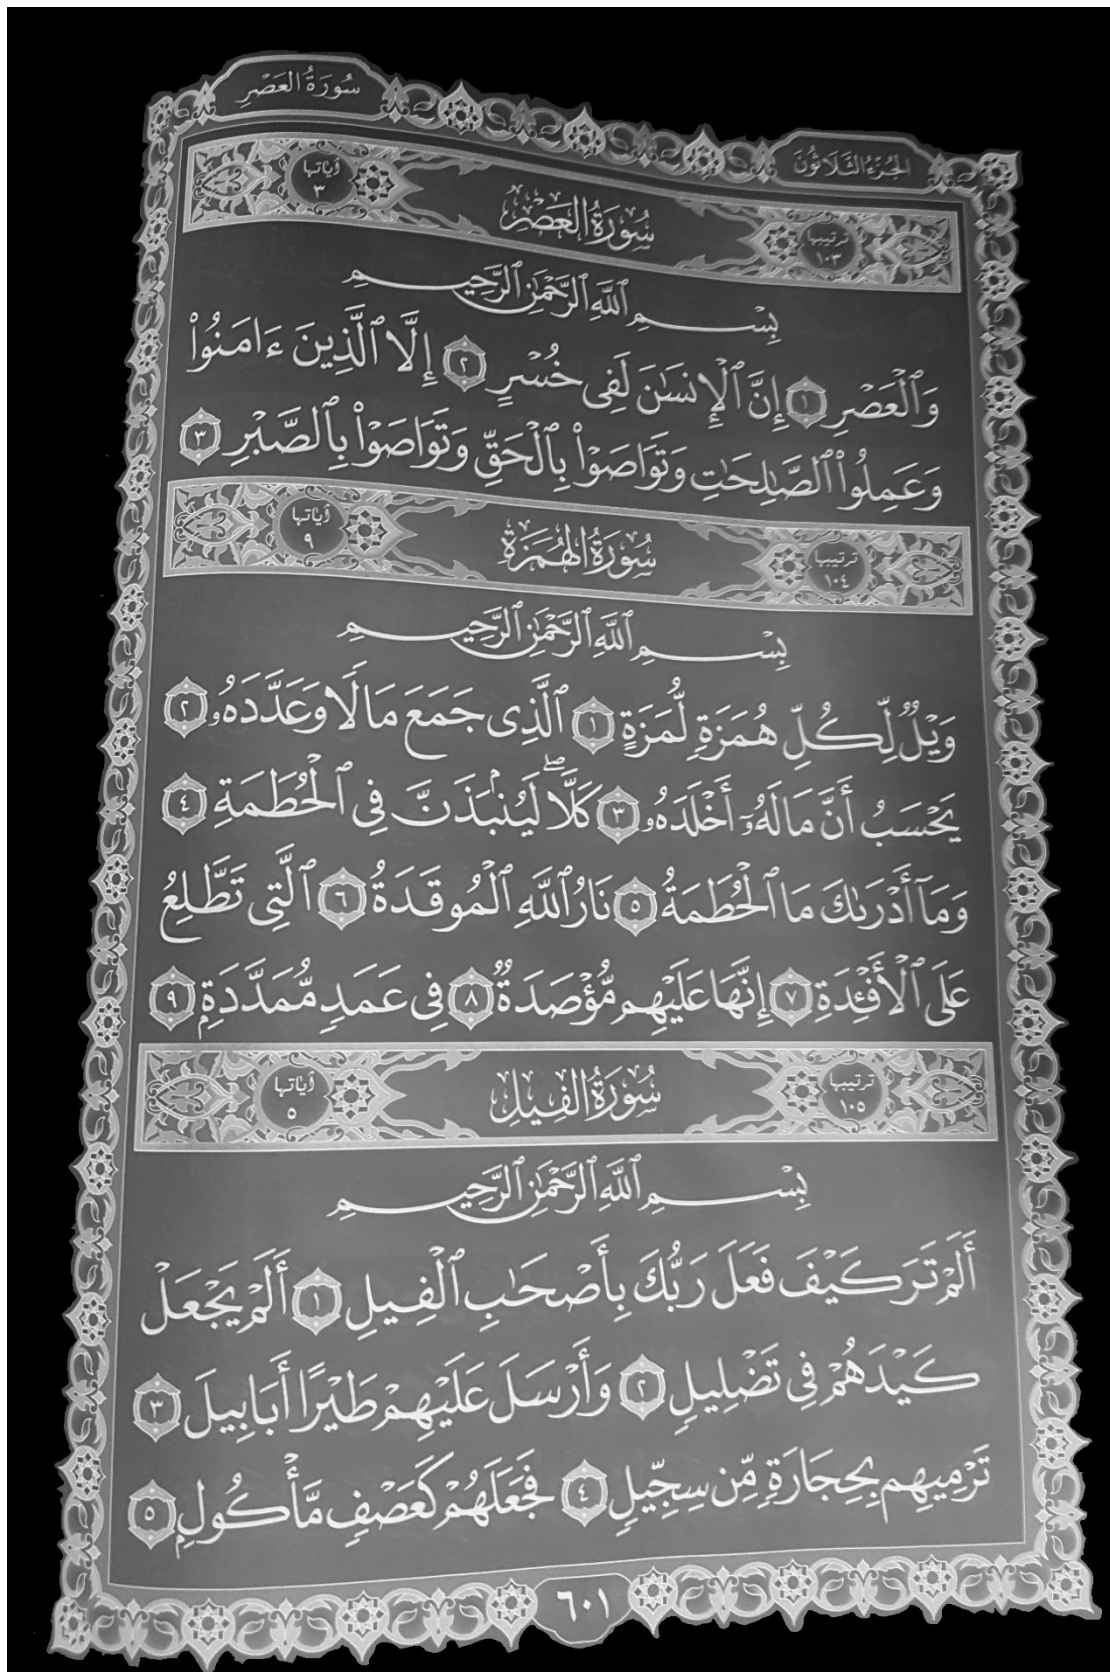 الجُزْءُ الثَّلَاثُونَ
سُورَةُ العَصْرِ
ترتيبها ١٠٣ سُورَةُ العَصْرِ آياتها ٣
بِسْمِ ٱللَّهِ ٱلرَّحْمَٰنِ ٱلرَّحِيمِ
وَٱلْعَصْرِ ١ إِنَّ ٱلْإِنسَٰنَ لَفِى خُسْرٍ ٢ إِلَّا ٱلَّذِينَ ءَامَنُوا۟
وَعَمِلُوا۟ ٱلصَّٰلِحَٰتِ وَتَوَاصَوْا۟ بِٱلْحَقِّ وَتَوَاصَوْا۟ بِٱلصَّبْرِ ٣
ترتيبها ١٠٤ سُورَةُ الهُمَزَةِ آياتها ٩
بِسْمِ ٱللَّهِ ٱلرَّحْمَٰنِ ٱلرَّحِيمِ
وَيْلٌ لِّكُلِّ هُمَزَةٍ لُّمَزَةٍ ١ ٱلَّذِى جَمَعَ مَالًا وَعَدَّدَهُۥ ٢
يَحْسَبُ أَنَّ مَالَهُۥٓ أَخْلَدَهُۥ ٣ كَلَّا ۖ لَيُنۢبَذَنَّ فِى ٱلْحُطَمَةِ ٤
وَمَآ أَدْرَىٰكَ مَا ٱلْحُطَمَةُ ٥ نَارُ ٱللَّهِ ٱلْمُوقَدَةُ ٦ ٱلَّتِى تَطَّلِعُ
عَلَى ٱلْأَفْـِٔدَةِ ٧ إِنَّهَا عَلَيْهِم مُّؤْصَدَةٌ ٨ فِى عَمَدٍ مُّمَدَّدَةٍۭ ٩
ترتيبها ١٠٥ سُورَةُ الفِيلِ آياتها ٥
بِسْمِ ٱللَّهِ ٱلرَّحْمَٰنِ ٱلرَّحِيمِ
أَلَمْ تَرَ كَيْفَ فَعَلَ رَبُّكَ بِأَصْحَٰبِ ٱلْفِيلِ ١ أَلَمْ يَجْعَلْ
كَيْدَهُمْ فِى تَضْلِيلٍ ٢ وَأَرْسَلَ عَلَيْهِمْ طَيْرًا أَبَابِيلَ ٣
تَرْمِيهِم بِحِجَارَةٍ مِّن سِجِّيلٍ ٤ فَجَعَلَهُمْ كَعَصْفٍ مَّأْكُولٍۭ ٥
٦٠١